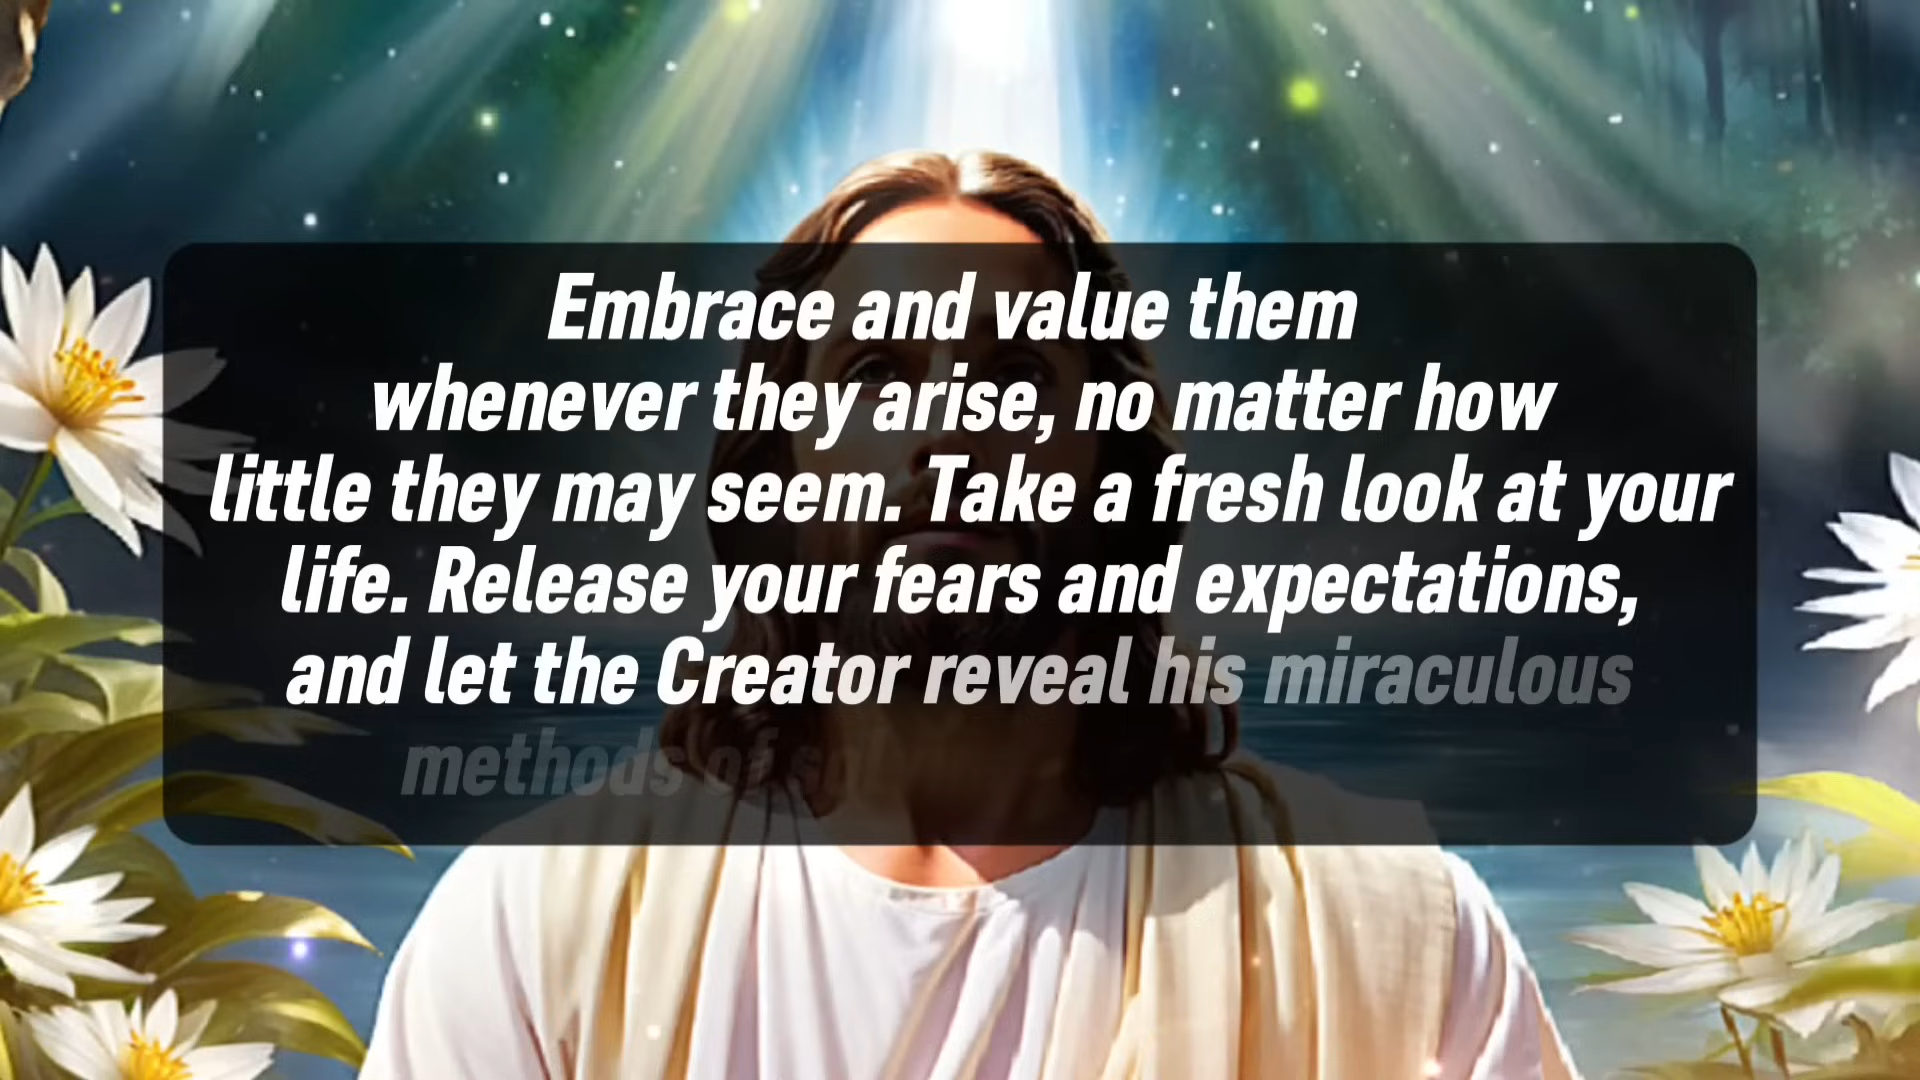 Embrace and value them
whenever they arise, no matter how
little they may seem. Take a fresh look at your
life. Release your fears and expectations,
and let the Creator reveal his miraculous
methods of